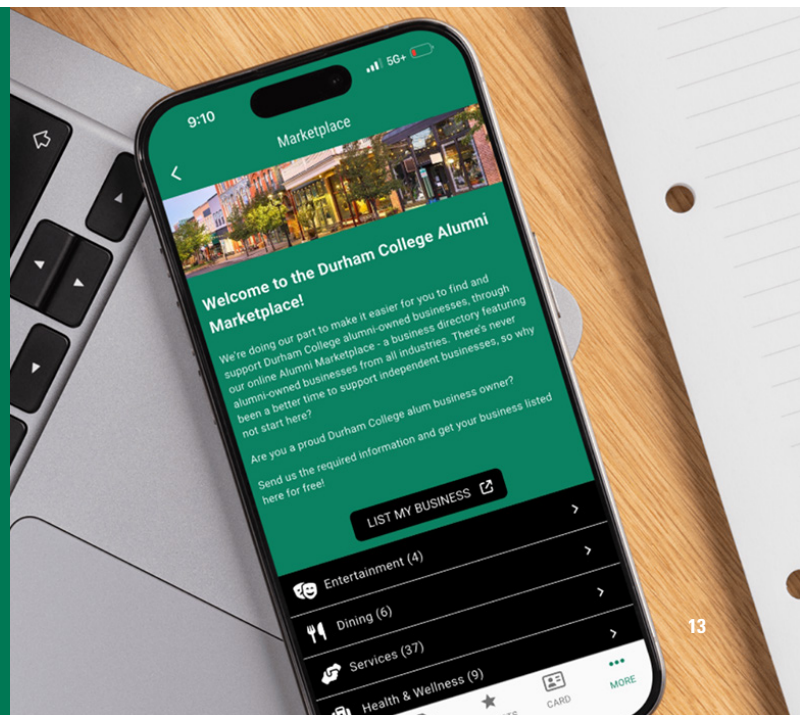 9:10
5G+
Marketplace
Welcome to the Durham College Alumni
Marketplace!
We're doing our part to make it easier for you to find and
support Durham College alumni-owned businesses, through
our online Alumni Marketplace - a business directory featuring
alumni-owned businesses from all industries. There's never
been a better time to support independent businesses, so why
not start here?
Are you a proud Durham College alum business owner?
Send us the required information and get your business listed
here for free!
LIST MY BUSINESS
Entertainment (4)
Dining (6)
Services (37)
Health & Wellness (9)
CARD
MORE
13